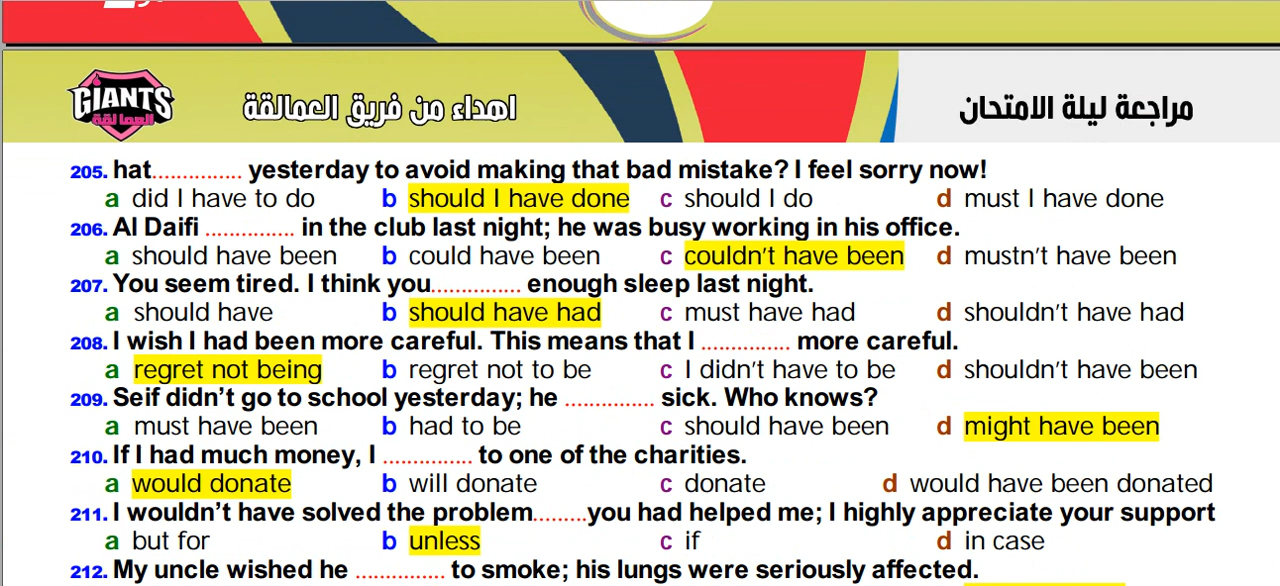 GIANTS
العمالقة
اهداء من فريق العمالقة
مراجعة ليلة الامتحان
205. hat............... yesterday to avoid making that bad mistake? I feel sorry now!
a did I have to do b should I have done c should I do d must I have done
206. Al Daifi ............... in the club last night; he was busy working in his office.
a should have been b could have been c couldn't have been d mustn't have been
207. You seem tired. I think you............... enough sleep last night.
a should have b should have had c must have had d shouldn't have had
208. I wish I had been more careful. This means that I ............... more careful.
a regret not being b regret not to be c I didn't have to be d shouldn't have been
209. Seif didn't go to school yesterday; he ............... sick. Who knows?
a must have been b had to be c should have been d might have been
210. If I had much money, I ............... to one of the charities.
a would donate b will donate c donate d would have been donated
211. I wouldn't have solved the problem.........you had helped me; I highly appreciate your support
a but for b unless c if d in case
212. My uncle wished he ............... to smoke; his lungs were seriously affected.